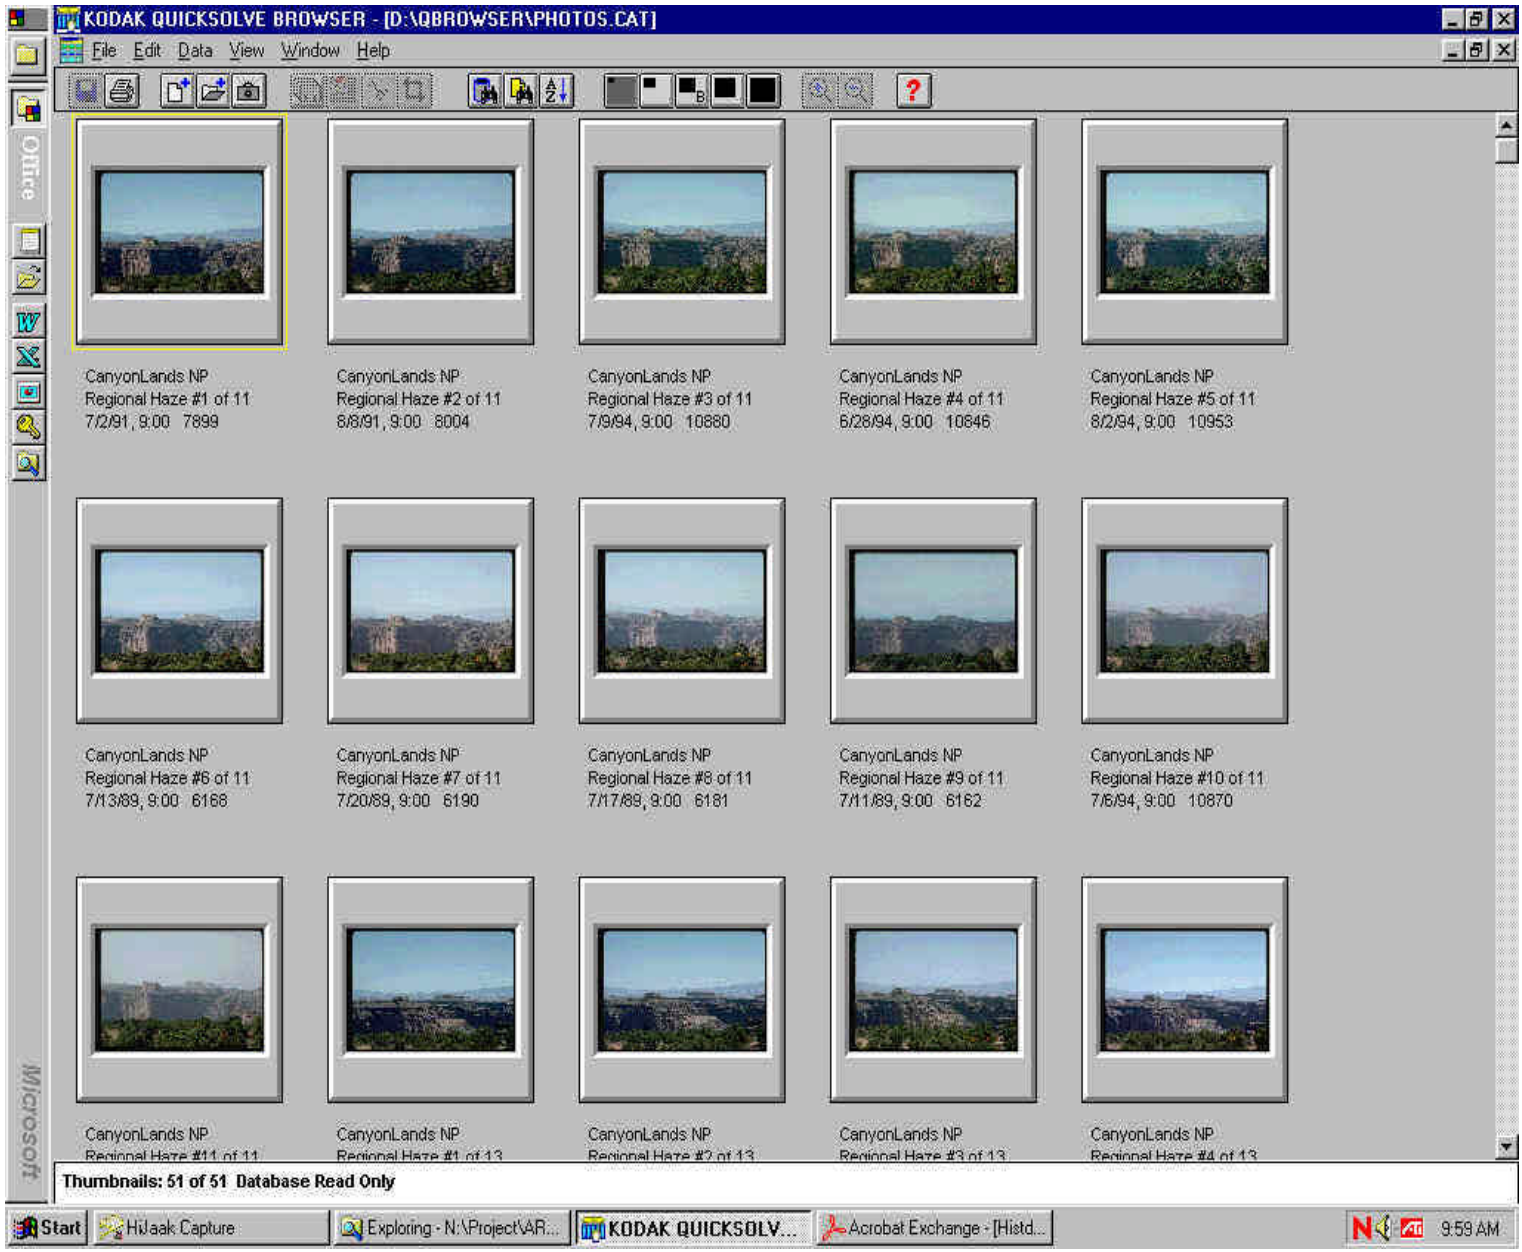 KODAK QUICKSOLVE BROWSER - [D:\QBROWSER\PHOTOS.CAT]
File Edit Data View Window Help
Office
CanyonLands NP
Regional Haze #1 of 11
7/2/91, 9:00 7899
CanyonLands NP
Regional Haze #2 of 11
8/8/91, 9:00 8004
CanyonLands NP
Regional Haze #3 of 11
7/9/94, 9:00 10880
CanyonLands NP
Regional Haze #4 of 11
6/28/94, 9:00 10846
CanyonLands NP
Regional Haze #5 of 11
8/2/94, 9:00 10953
CanyonLands NP
Regional Haze #6 of 11
7/13/89, 9:00 6168
CanyonLands NP
Regional Haze #7 of 11
7/20/89, 9:00 6190
CanyonLands NP
Regional Haze #8 of 11
7/17/89, 9:00 6181
CanyonLands NP
Regional Haze #9 of 11
7/11/89, 9:00 6162
CanyonLands NP
Regional Haze #10 of 11
7/6/94, 9:00 10870
CanyonLands NP
Regional Haze #11 of 11
CanyonLands NP
Regional Haze #1 of 13
CanyonLands NP
Regional Haze #2 of 13
CanyonLands NP
Regional Haze #3 of 13
CanyonLands NP
Regional Haze #4 of 13
Microsoft
Thumbnails: 51 of 51 Database Read Only
Start
HiJaak Capture
Exploring - N:\Project\AR...
KODAK QUICKSOLV...
Acrobat Exchange - [Histd...
9:59 AM